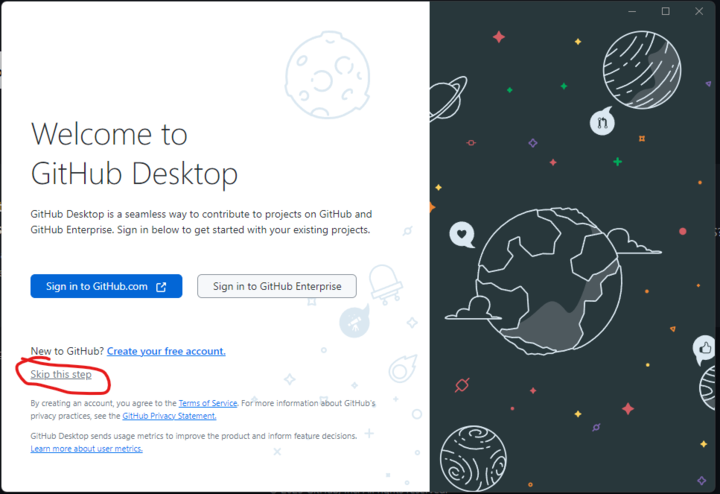 Welcome to
GitHub Desktop
GitHub Desktop is a seamless way to contribute to projects on GitHub and
GitHub Enterprise. Sign in below to get started with your existing projects.
Sign in to GitHub.com
Sign in to GitHub Enterprise
New to GitHub? Create your free account.
Skip this step
By creating an account, you agree to the Terms of Service. For more information about GitHub's
privacy practices, see the GitHub Privacy Statement.
GitHub Desktop sends usage metrics to improve the product and inform feature decisions.
Learn more about user metrics.